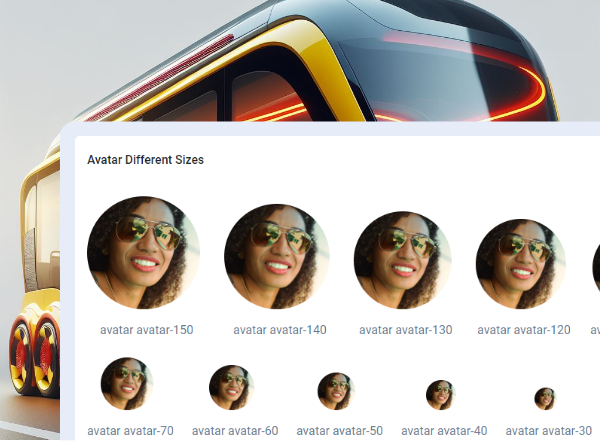 Avatar Different Sizes
avatar avatar-150 avatar avatar-140 avatar avatar-130 avatar avatar-120
avatar avatar-70 avatar avatar-60 avatar avatar-50 avatar avatar-40 avatar avatar-30